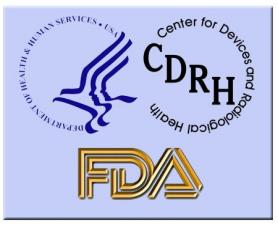 DEPARTMENT OF HEALTH & HUMAN SERVICES • USA
Center for Devices and Radiological Health
CDRH
FDA